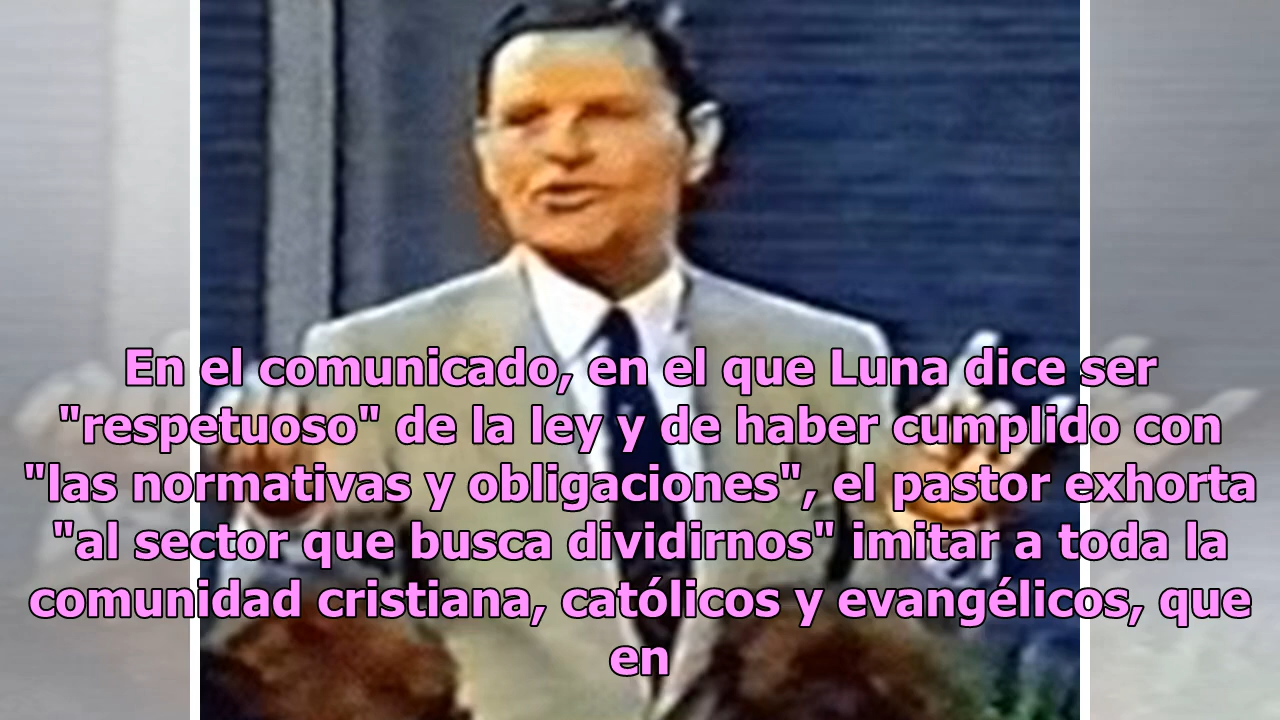 En el comunicado, en el que Luna dice ser
"respetuoso" de la ley y de haber cumplido con
"las normativas y obligaciones", el pastor exhorta
"al sector que busca dividirnos" imitar a toda la
comunidad cristiana, católicos y evangélicos, que
en